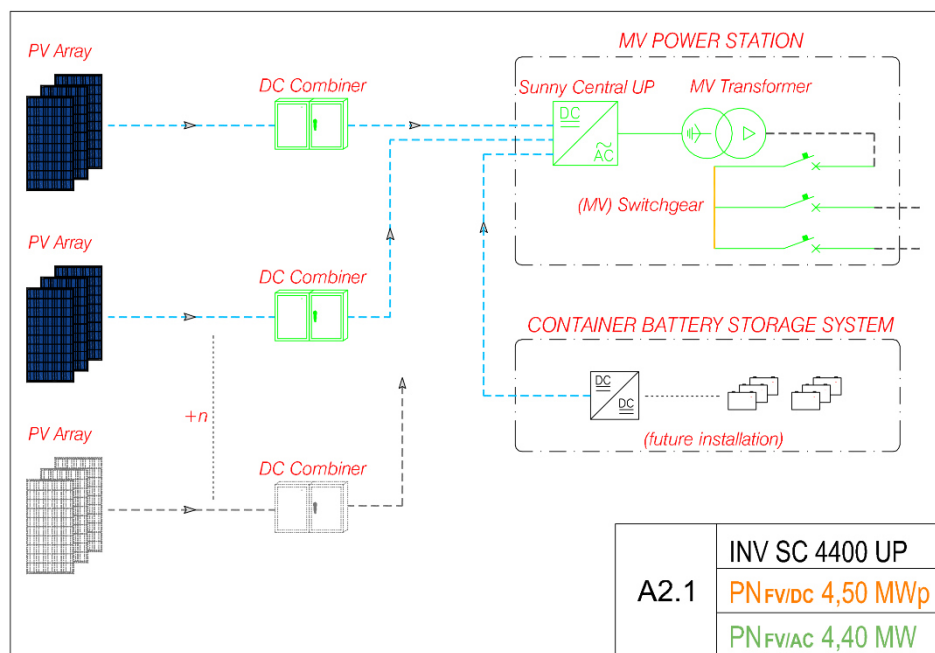 MV POWER STATION
PV Array
DC Combiner
Sunny Central UP
MV Transformer
DC
AC
(MV) Switchgear
PV Array
DC Combiner
CONTAINER BATTERY STORAGE SYSTEM
DC
DC
+n
(future installation)
PV Array
DC Combiner
A2.1
INV SC 4400 UP
PN FV/DC 4,50 MWp
PN FV/AC 4,40 MW